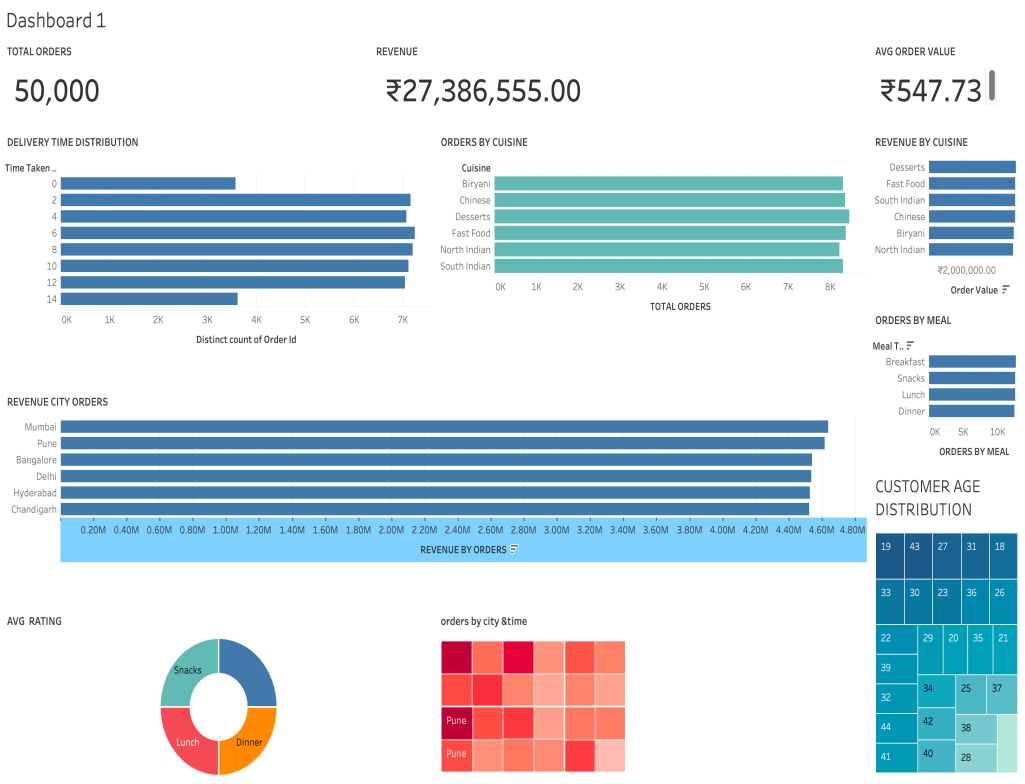 Dashboard 1
TOTAL ORDERS
50,000
REVENUE
₹27,386,555.00
AVG ORDER VALUE
₹547.73
DELIVERY TIME DISTRIBUTION
Time Taken ..
0
2
4
6
8
10
12
14
0K 1K 2K 3K 4K 5K 6K 7K
Distinct count of Order Id
ORDERS BY CUISINE
Cuisine
Biryani
Chinese
Desserts
Fast Food
North Indian
South Indian
0K 1K 2K 3K 4K 5K 6K 7K 8K
TOTAL ORDERS
REVENUE BY CUISINE
Desserts
Fast Food
South Indian
Chinese
Biryani
North Indian
₹2,000,000.00
Order Value
ORDERS BY MEAL
Meal T..
Breakfast
Snacks
Lunch
Dinner
0K 5K 10K
ORDERS BY MEAL
REVENUE CITY ORDERS
Mumbai
Pune
Bangalore
Delhi
Hyderabad
Chandigarh
0.20M 0.40M 0.60M 0.80M 1.00M 1.20M 1.40M 1.60M 1.80M 2.00M 2.20M 2.40M 2.60M 2.80M 3.00M 3.20M 3.40M 3.60M 3.80M 4.00M 4.20M 4.40M 4.60M 4.80M
REVENUE BY ORDERS
CUSTOMER AGE
DISTRIBUTION
19 43 27 31 18
33 30 23 36 26
22 29 20 35 21
39
32 34 25 37
44 42 38
41 40 28
AVG RATING
Snacks
Lunch
Dinner
orders by city &time
Pune
Pune